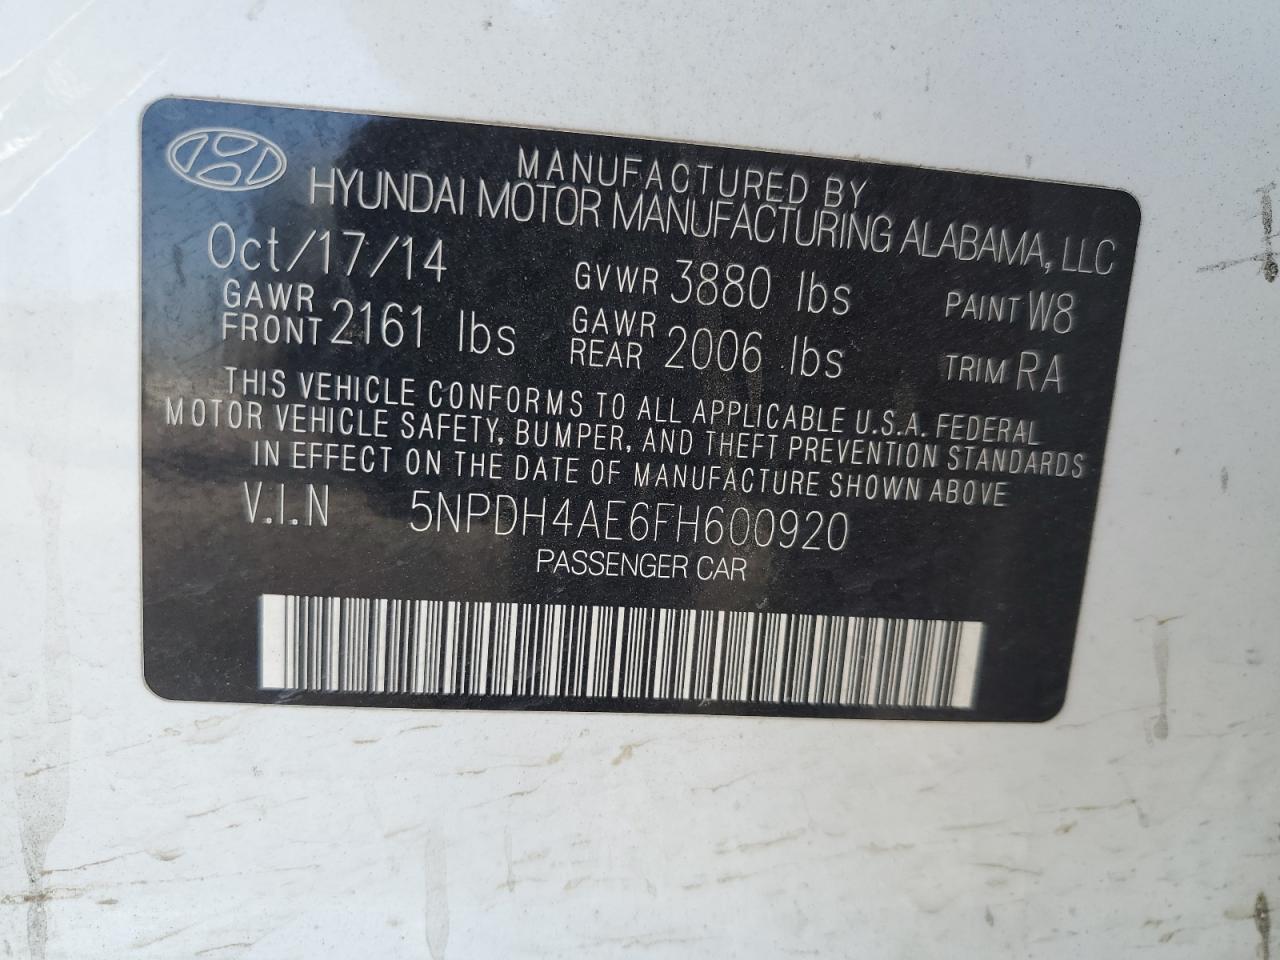 MANUFACTURED BY
HYUNDAI MOTOR MANUFACTURING ALABAMA, LLC
Oct/17/14 GVWR 3880 lbs PAINT W8
GAWR FRONT 2161 lbs GAWR REAR 2006 lbs TRIM RA
THIS VEHICLE CONFORMS TO ALL APPLICABLE U.S.A. FEDERAL
MOTOR VEHICLE SAFETY, BUMPER, AND THEFT PREVENTION STANDARDS
IN EFFECT ON THE DATE OF MANUFACTURE SHOWN ABOVE
V.I.N 5NPDH4AE6FH600920
PASSENGER CAR